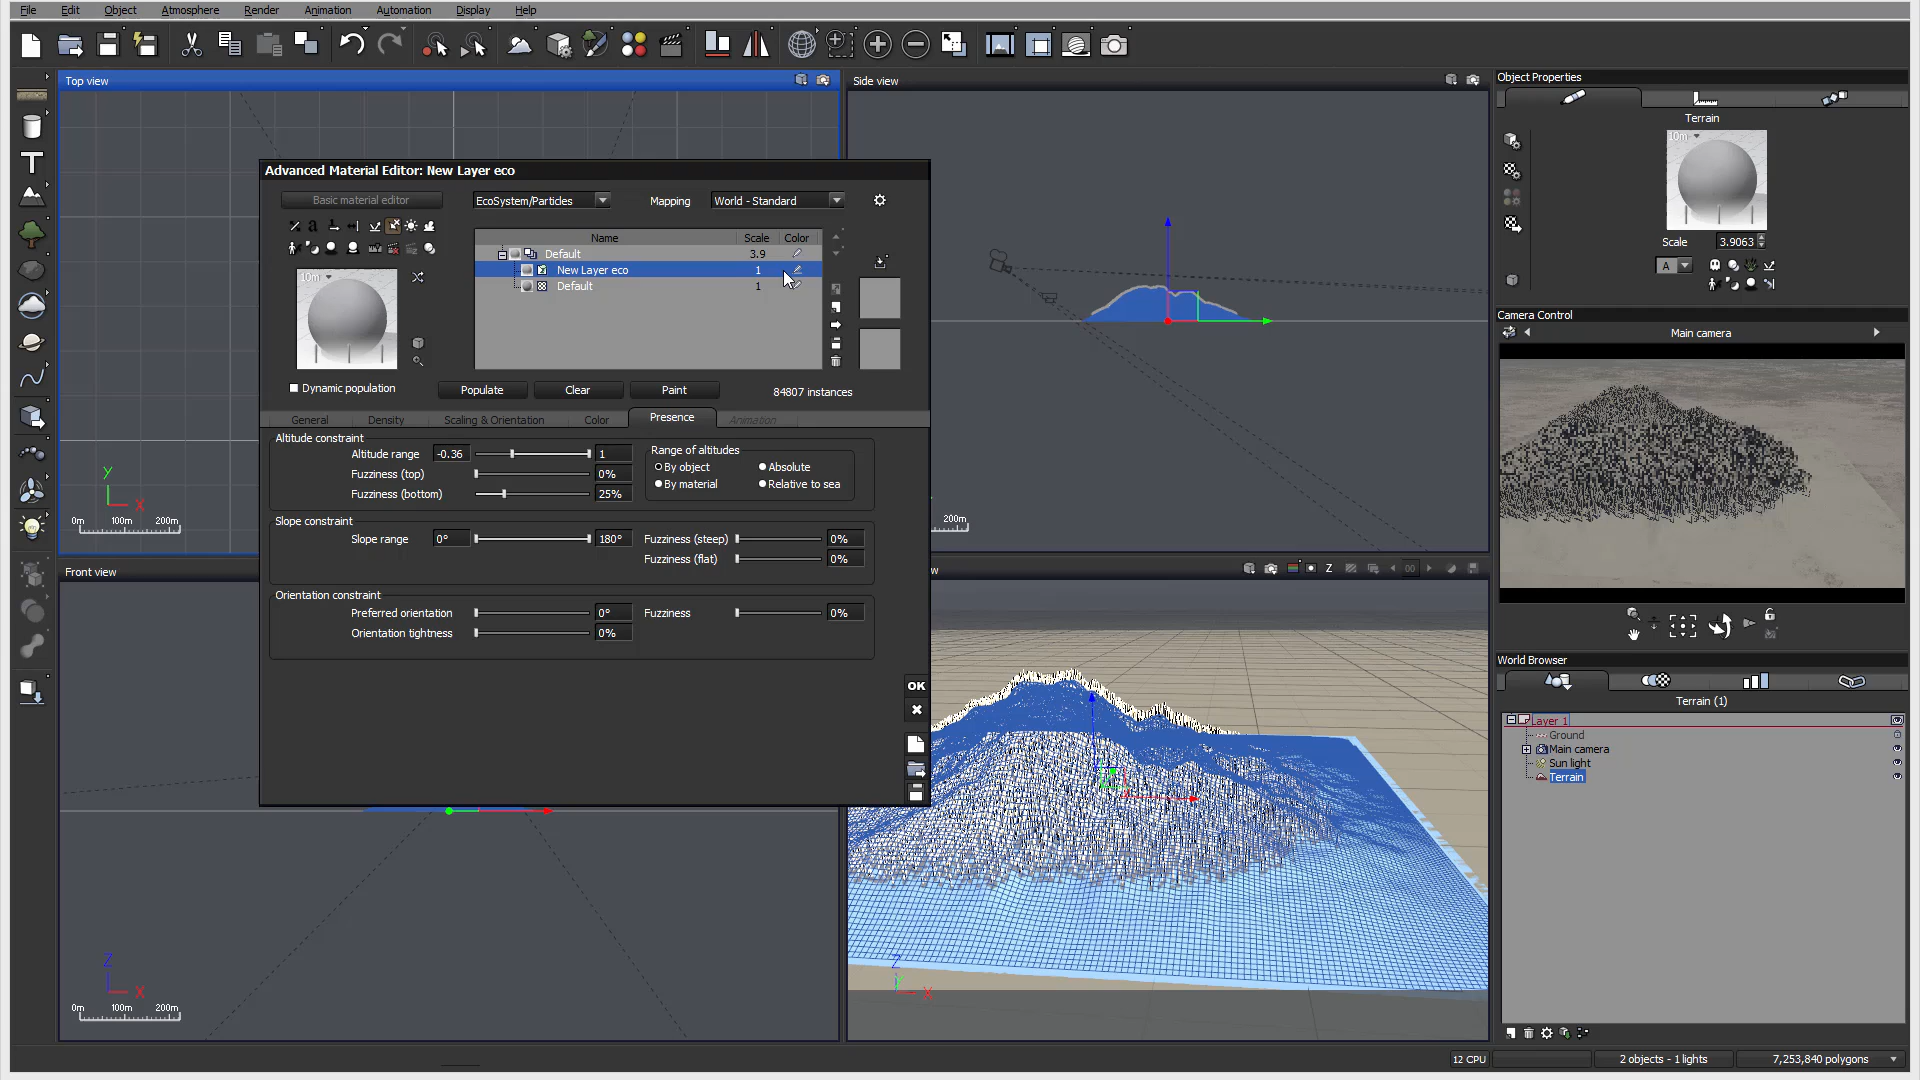 File Edit Object Atmosphere Render Animation Automation Display Help
Top view
Side view
Object Properties
Terrain
10m
Scale 3.9063
A
Camera Control
Main camera
Advanced Material Editor: New Layer eco
Basic material editor
EcoSystem/Particles
Mapping
World - Standard
Name Scale Color
Default 3.9
New Layer eco 1
Default 1
10m
Dynamic population
Populate
Clear
Paint
84807 instances
General Density Scaling & Orientation Color Presence Animation
Altitude constraint
Altitude range -0.36 1
Fuzziness (top) 0%
Fuzziness (bottom) 25%
Range of altitudes
By object Absolute
By material Relative to sea
Slope constraint
Slope range 0° 180°
Fuzziness (steep) 0%
Fuzziness (flat) 0%
Orientation constraint
Preferred orientation 0°
Fuzziness 0%
Orientation tightness 0%
OK
Y
X
0m 100m 200m
200m
Front view
Z
X
0m 100m 200m
Z
Z
Y
X
World Browser
Terrain (1)
Layer 1
Ground
Main camera
Sun light
Terrain
12 CPU
2 objects - 1 lights
7,253,840 polygons